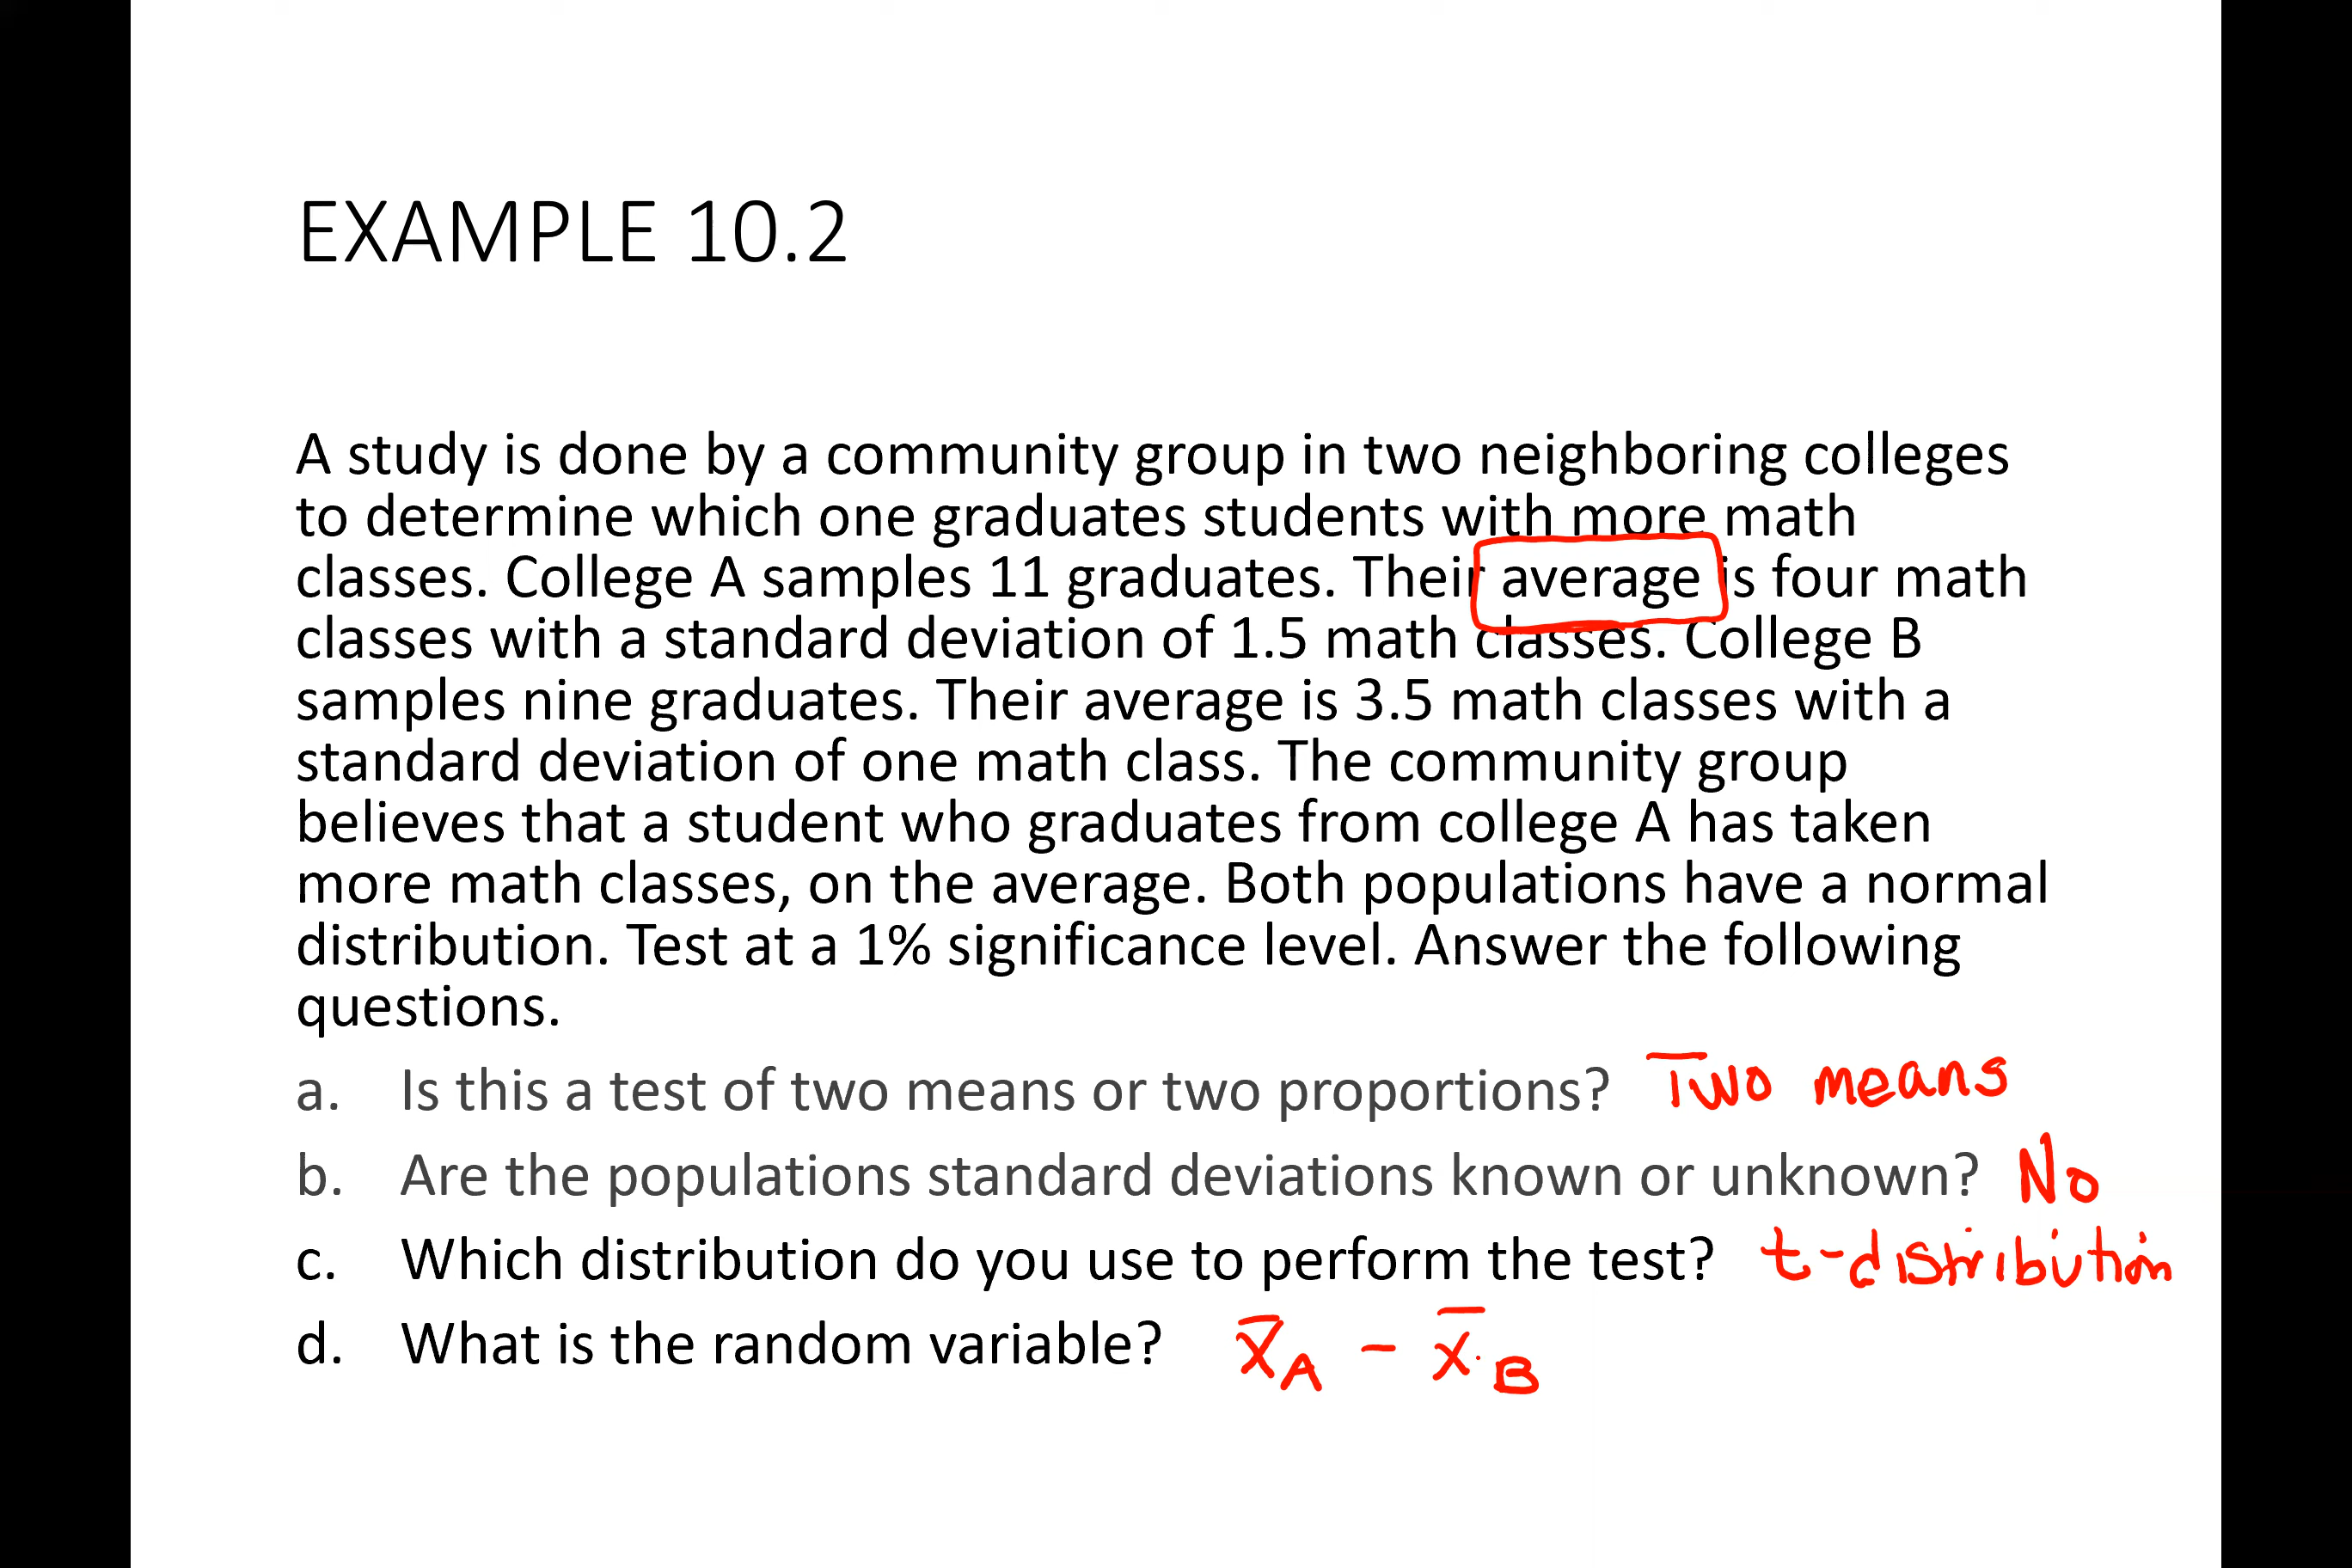 EXAMPLE 10.2
A study is done by a community group in two neighboring colleges
to determine which one graduates students with more math
classes. College A samples 11 graduates. Their average is four math
classes with a standard deviation of 1.5 math classes. College B
samples nine graduates. Their average is 3.5 math classes with a
standard deviation of one math class. The community group
believes that a student who graduates from college A has taken
more math classes, on the average. Both populations have a normal
distribution. Test at a 1% significance level. Answer the following
questions.
a. Is this a test of two means or two proportions? Two means
b. Are the populations standard deviations known or unknown? No
c. Which distribution do you use to perform the test? t-distribution
d. What is the random variable? x̅A - x̅B